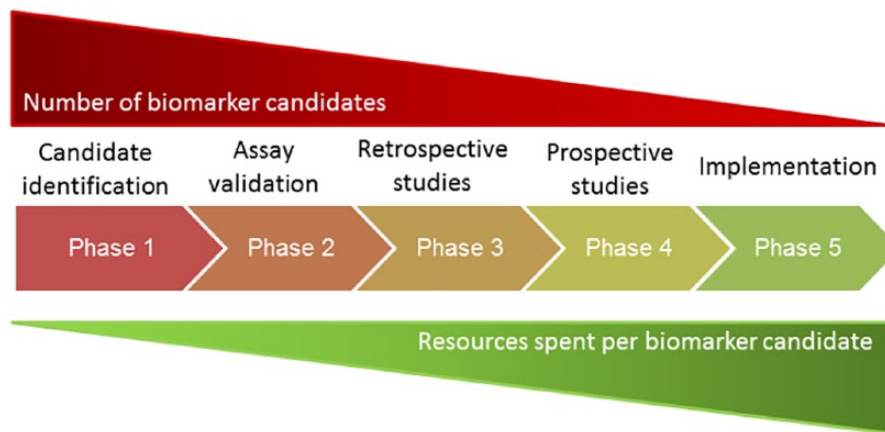 Number of biomarker candidates
Candidate
identification
Assay
validation
Retrospective
studies
Prospective
studies
Implementation
Phase 1
Phase 2
Phase 3
Phase 4
Phase 5
Resources spent per biomarker candidate